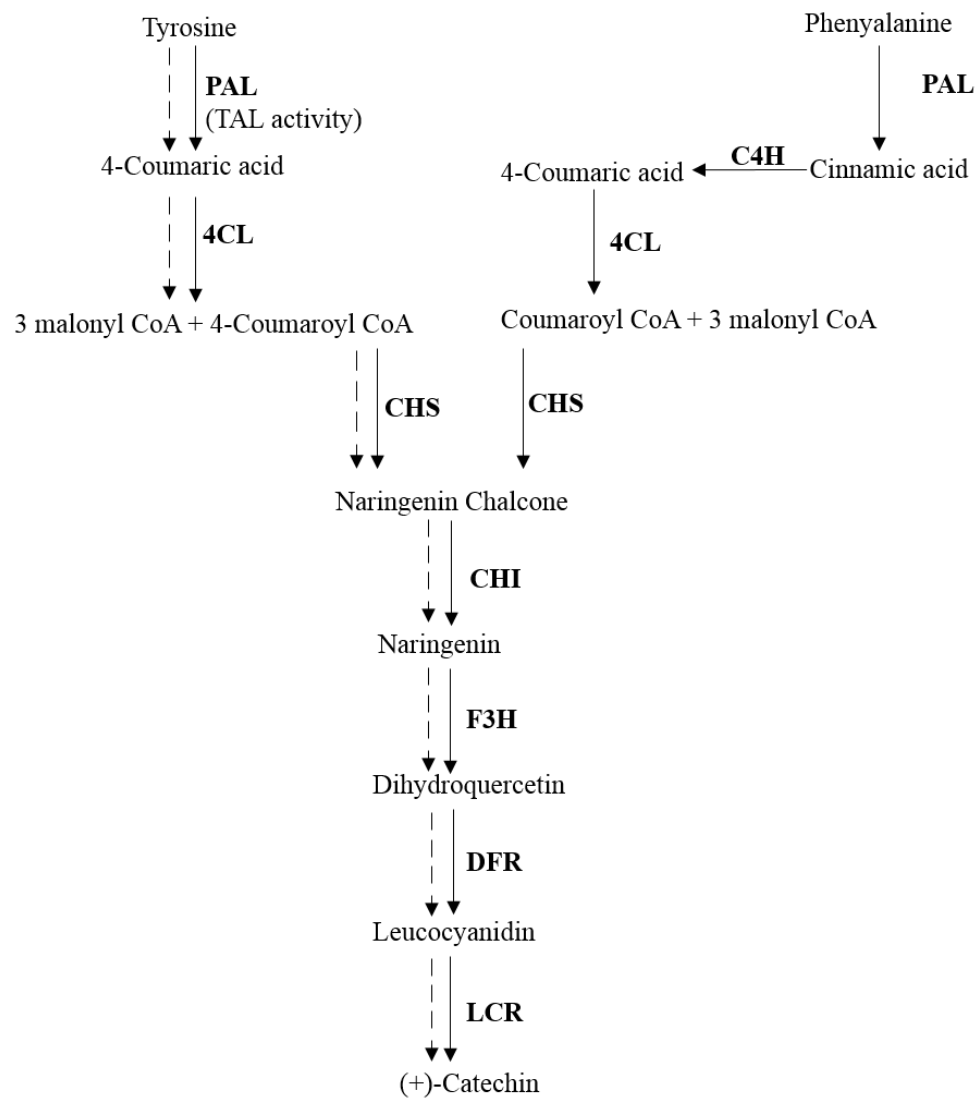 Tyrosine
Phenyalanine
PAL
(TAL activity)
PAL
4-Coumaric acid
4-Coumaric acid
C4H
Cinnamic acid
4CL
4CL
3 malonyl CoA + 4-Coumaroyl CoA
Coumaroyl CoA + 3 malonyl CoA
CHS
CHS
Naringenin Chalcone
CHI
Naringenin
F3H
Dihydroquercetin
DFR
Leucocyanidin
LCR
(+)-Catechin